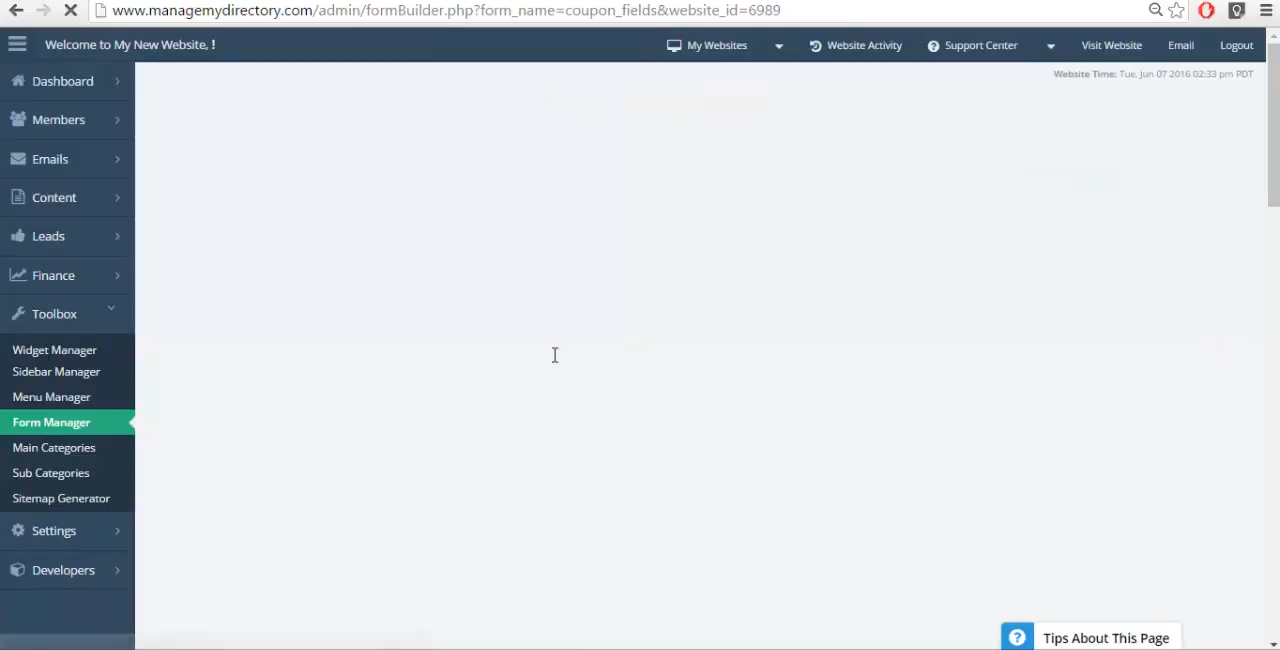 www.managemydirectory.com/admin/formBuilder.php?form_name=coupon_fields&website_id=6989
Welcome to My New Website, !
My Websites
Website Activity
Support Center
Visit Website
Email
Logout
Website Time: Tue, Jun 07 2016 02:33 pm PDT
Dashboard
Members
Emails
Content
Leads
Finance
Toolbox
Widget Manager
Sidebar Manager
Menu Manager
Form Manager
Main Categories
Sub Categories
Sitemap Generator
Settings
Developers
? Tips About This Page